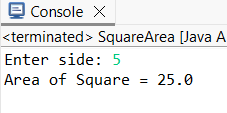 Console
<terminated> SquareArea [Java A
Enter side: 5
Area of Square = 25.0